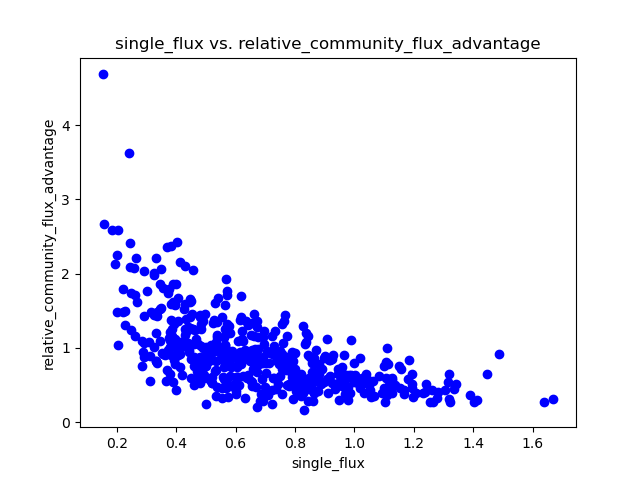 single_flux vs. relative_community_flux_advantage
relative_community_flux_advantage
4
3
2
1
0
0.2 0.4 0.6 0.8 1.0 1.2 1.4 1.6
single_flux